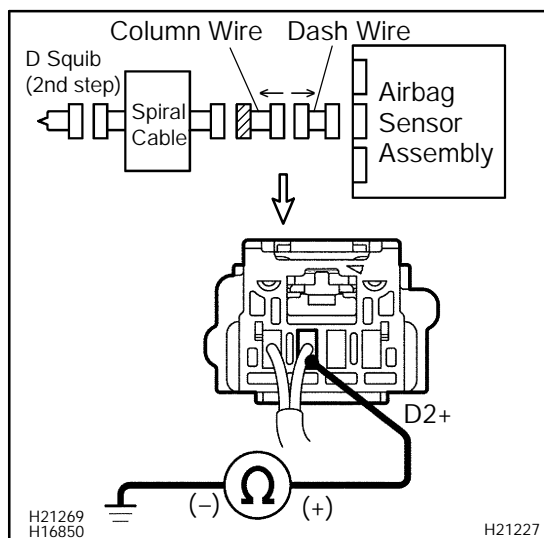 Column Wire
Dash Wire
D Squib
(2nd step)
Spiral
Cable
Airbag
Sensor
Assembly
D2+
Ω
(−)
(+)
H21269
H16850
H21227